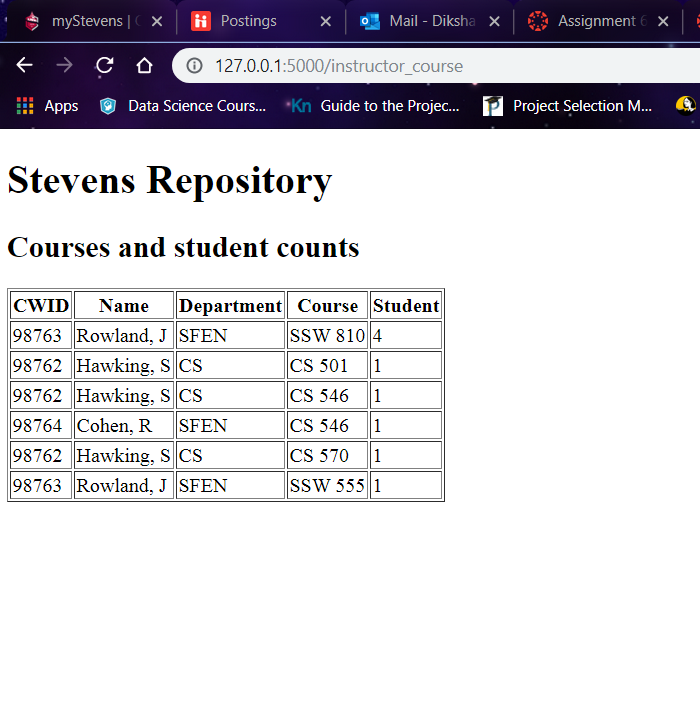 myStevens | C
Postings
Mail - Diksha
Assignment 6
127.0.0.1:5000/instructor_course
Apps
Data Science Cours...
Kn Guide to the Projec...
P Project Selection M...
Stevens Repository
Courses and student counts
CWID Name Department Course Student
98763 Rowland, J SFEN SSW 810 4
98762 Hawking, S CS CS 501 1
98762 Hawking, S CS CS 546 1
98764 Cohen, R SFEN CS 546 1
98762 Hawking, S CS CS 570 1
98763 Rowland, J SFEN SSW 555 1